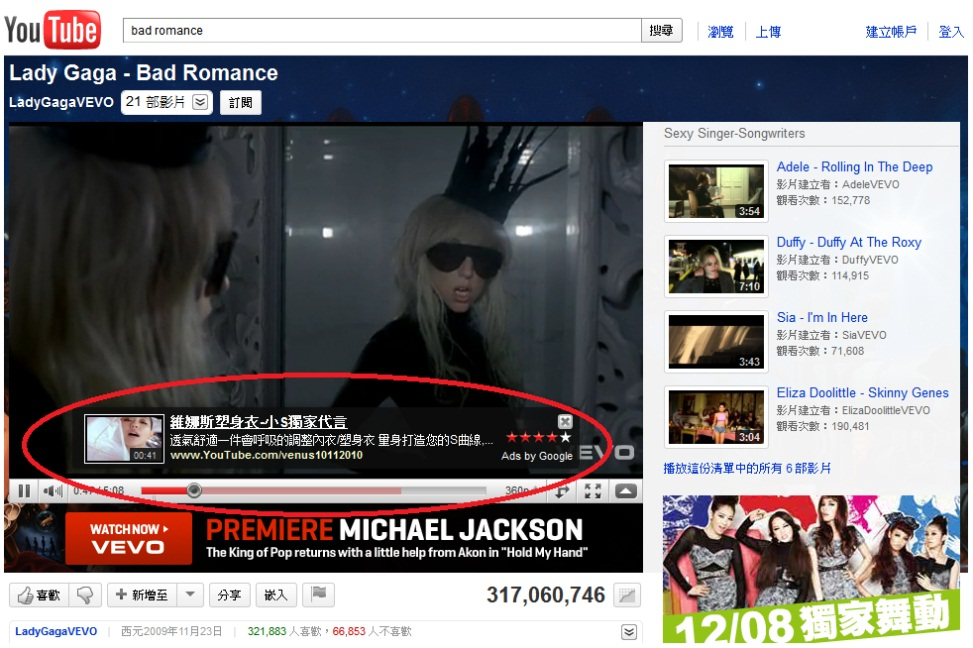 YouTube
bad romance
搜尋
瀏覽
上傳
建立帳戶
登入
Lady Gaga - Bad Romance
LadyGagaVEVO
21 部影片
訂閱
維娜斯塑身衣-小S獨家代言
透氣舒適一件會呼吸的調整內衣/塑身衣 量身打造您的S曲線,...
www.YouTube.com/venus10112010
00:41
Ads by Google
EVO
0:47 / 5:08
360p
WATCH NOW
VEVO
PREMIERE MICHAEL JACKSON
The King of Pop returns with a little help from Akon in "Hold My Hand"
喜歡
新增至
分享
嵌入
317,060,746
LadyGagaVEVO
西元2009年11月23日
321,883 人喜歡，66,853 人不喜歡
Sexy Singer-Songwriters
Adele - Rolling In The Deep
影片建立者：AdeleVEVO
觀看次數：152,778
3:54
Duffy - Duffy At The Roxy
影片建立者：DuffyVEVO
觀看次數：114,915
7:10
Sia - I'm In Here
影片建立者：SiaVEVO
觀看次數：71,608
3:43
Eliza Doolittle - Skinny Genes
影片建立者：ElizaDoolittleVEVO
觀看次數：190,481
3:04
播放這份清單中的所有 6 部影片
12/08 獨家舞動